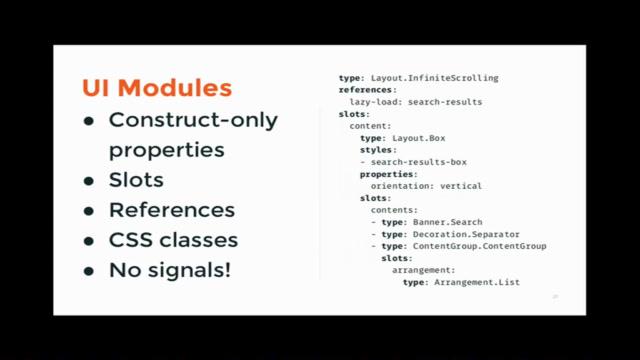 UI Modules
● Construct-only
properties
● Slots
● References
● CSS classes
● No signals!
type: Layout.InfiniteScrolling
references:
lazy-load: search-results
slots:
content:
type: Layout.Box
styles:
- search-results-box
properties:
orientation: vertical
slots:
contents:
- type: Banner.Search
- type: Decoration.Separator
- type: ContentGroup.ContentGroup
slots:
arrangement:
type: Arrangement.List